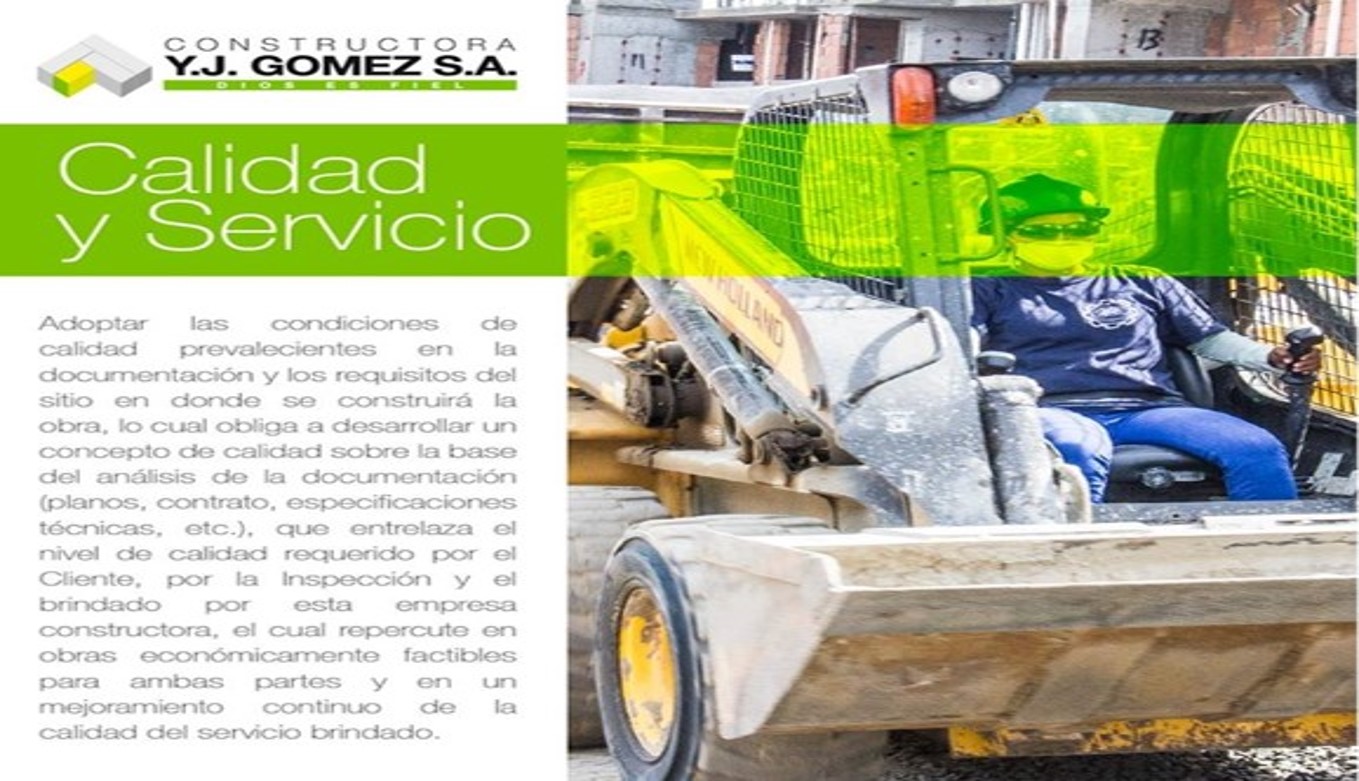 CONSTRUCTORA
Y.J. GOMEZ S.A.
DIOS ES FIEL
Calidad
y Servicio
Adoptar las condiciones de
calidad prevalecientes en la
documentación y los requisitos del
sitio en donde se construirá la
obra, lo cual obliga a desarrollar un
concepto de calidad sobre la base
del análisis de la documentación
(planos, contrato, especificaciones
técnicas, etc.), que entrelaza el
nivel de calidad requerido por el
Cliente, por la Inspección y el
brindado por esta empresa
constructora, el cual repercute en
obras económicamente factibles
para ambas partes y en un
mejoramiento continuo de la
calidad del servicio brindado.
NEW HOLLAND
13